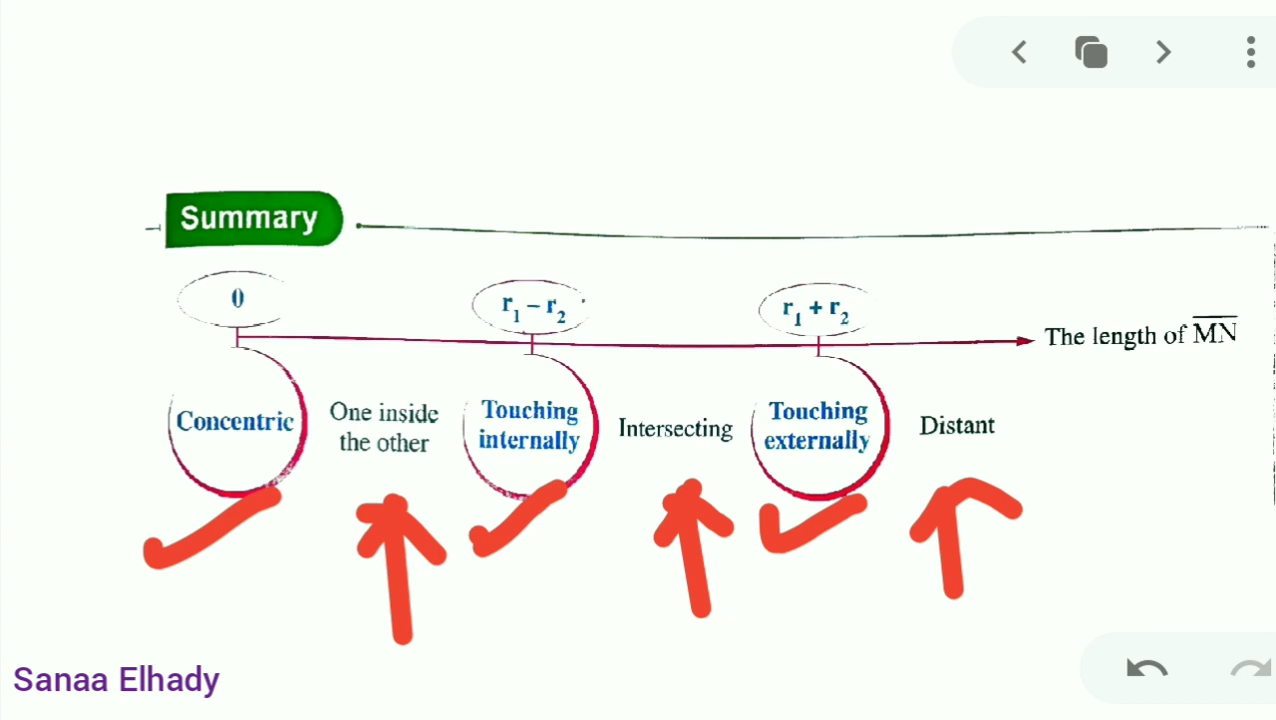 Summary
0
r₁ − r₂
r₁ + r₂
The length of M̅N̅
Concentric
One inside
the other
Touching
internally
Intersecting
Touching
externally
Distant
Sanaa Elhady